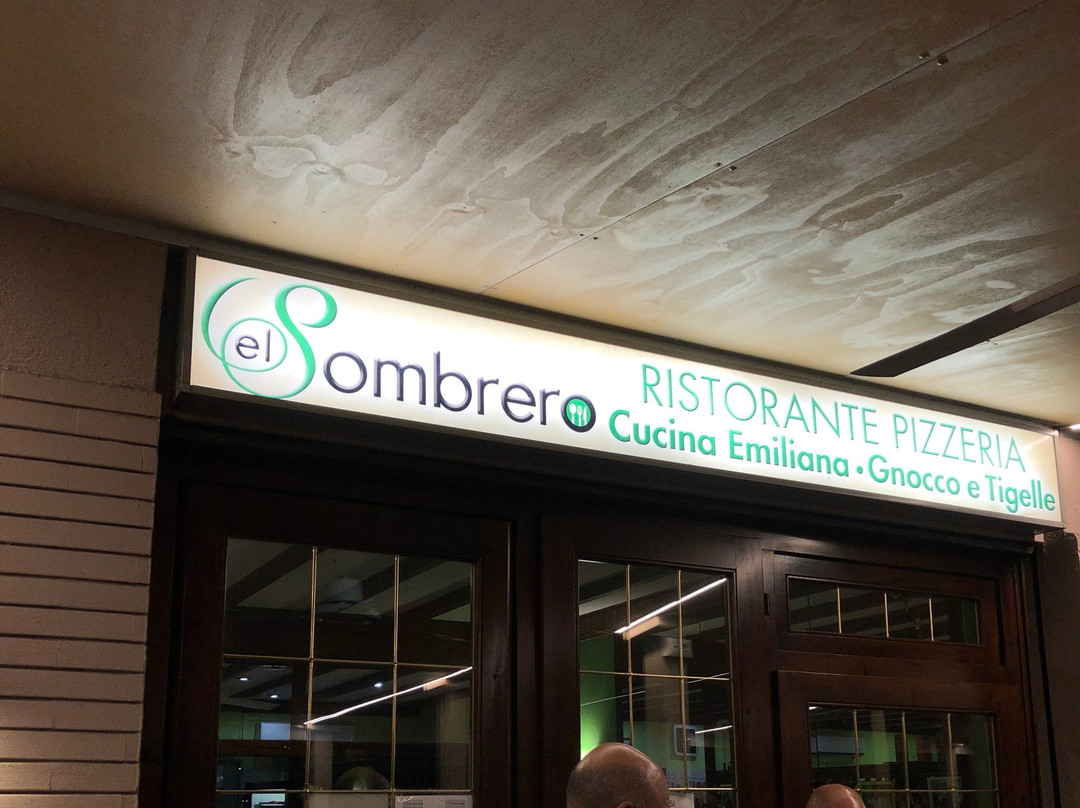 el Sombrero
RISTORANTE PIZZERIA
Cucina Emiliana • Gnocco e Tigelle